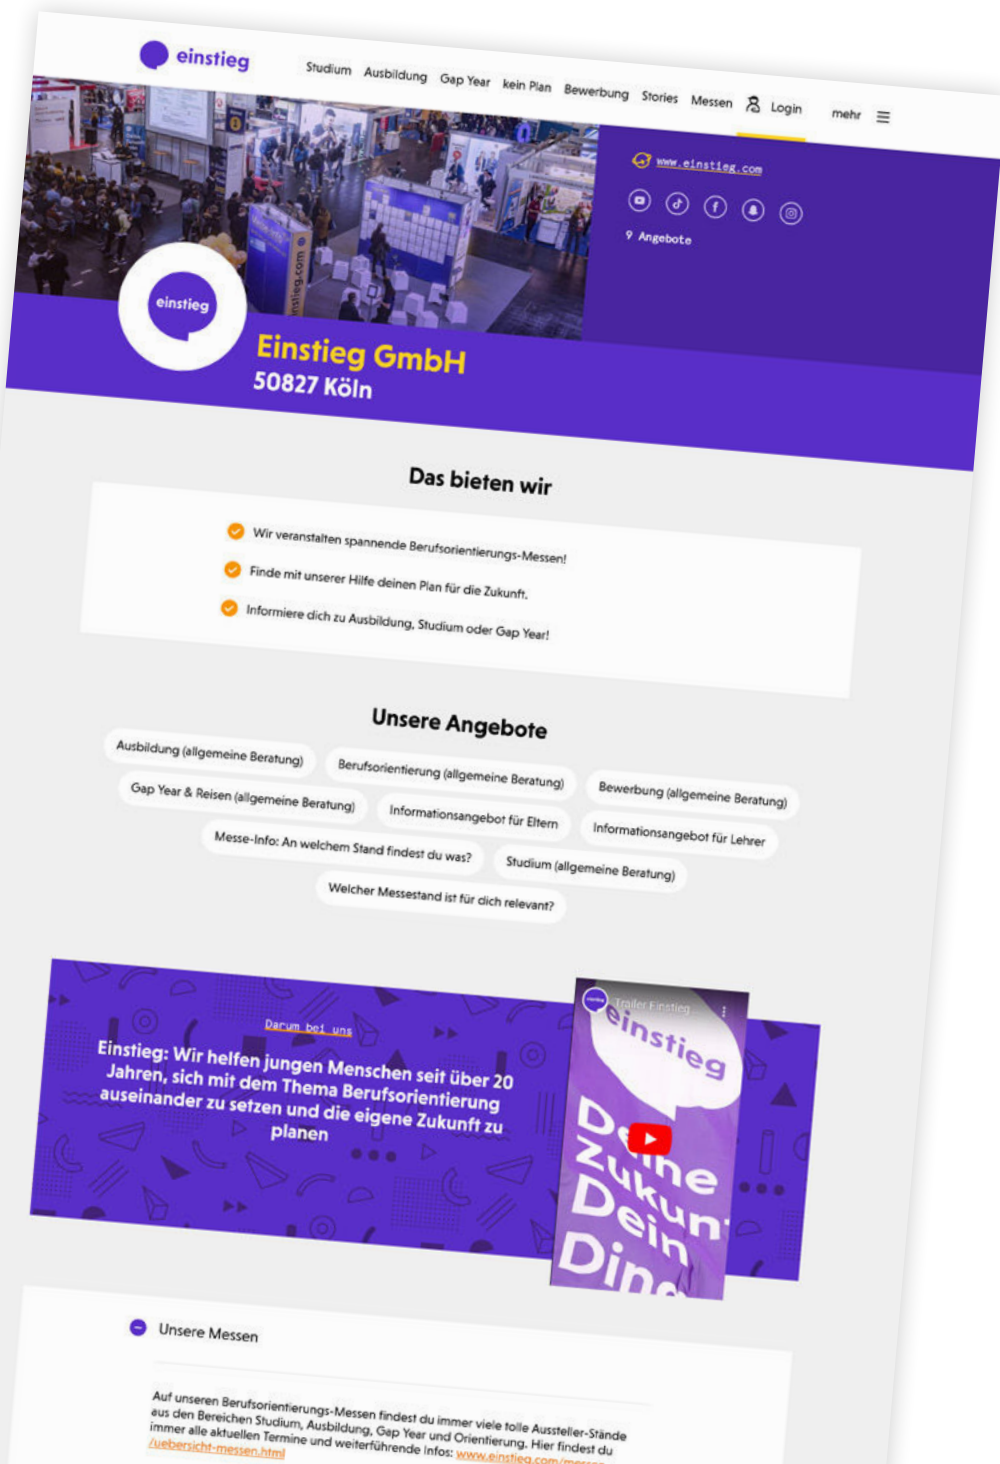 einstieg
Studium Ausbildung Gap Year kein Plan Bewerbung Stories Messen Login mehr
www.einstieg.com
9 Angebote
einstieg
Einstieg GmbH
50827 Köln
Das bieten wir
Wir veranstalten spannende Berufsorientierungs-Messen!
Finde mit unserer Hilfe deinen Plan für die Zukunft.
Informiere dich zu Ausbildung, Studium oder Gap Year!
Unsere Angebote
Ausbildung (allgemeine Beratung) Berufsorientierung (allgemeine Beratung) Bewerbung (allgemeine Beratung)
Gap Year & Reisen (allgemeine Beratung) Informationsangebot für Eltern Informationsangebot für Lehrer
Messe-Info: An welchem Stand findest du was? Studium (allgemeine Beratung)
Welcher Messestand ist für dich relevant?
Darum bei uns
Einstieg: Wir helfen jungen Menschen seit über 20
Jahren, sich mit dem Thema Berufsorientierung
auseinander zu setzen und die eigene Zukunft zu
planen
Trailer Einstieg
einstieg
Dein
Unsere Messen
Auf unseren Berufsorientierungs-Messen findest du immer viele tolle Aussteller-Stände
aus den Bereichen Studium, Ausbildung, Gap Year und Orientierung. Hier findest du
immer alle aktuellen Termine und weiterführende Infos: www.einstieg.com/messen
/uebersicht-messen.html